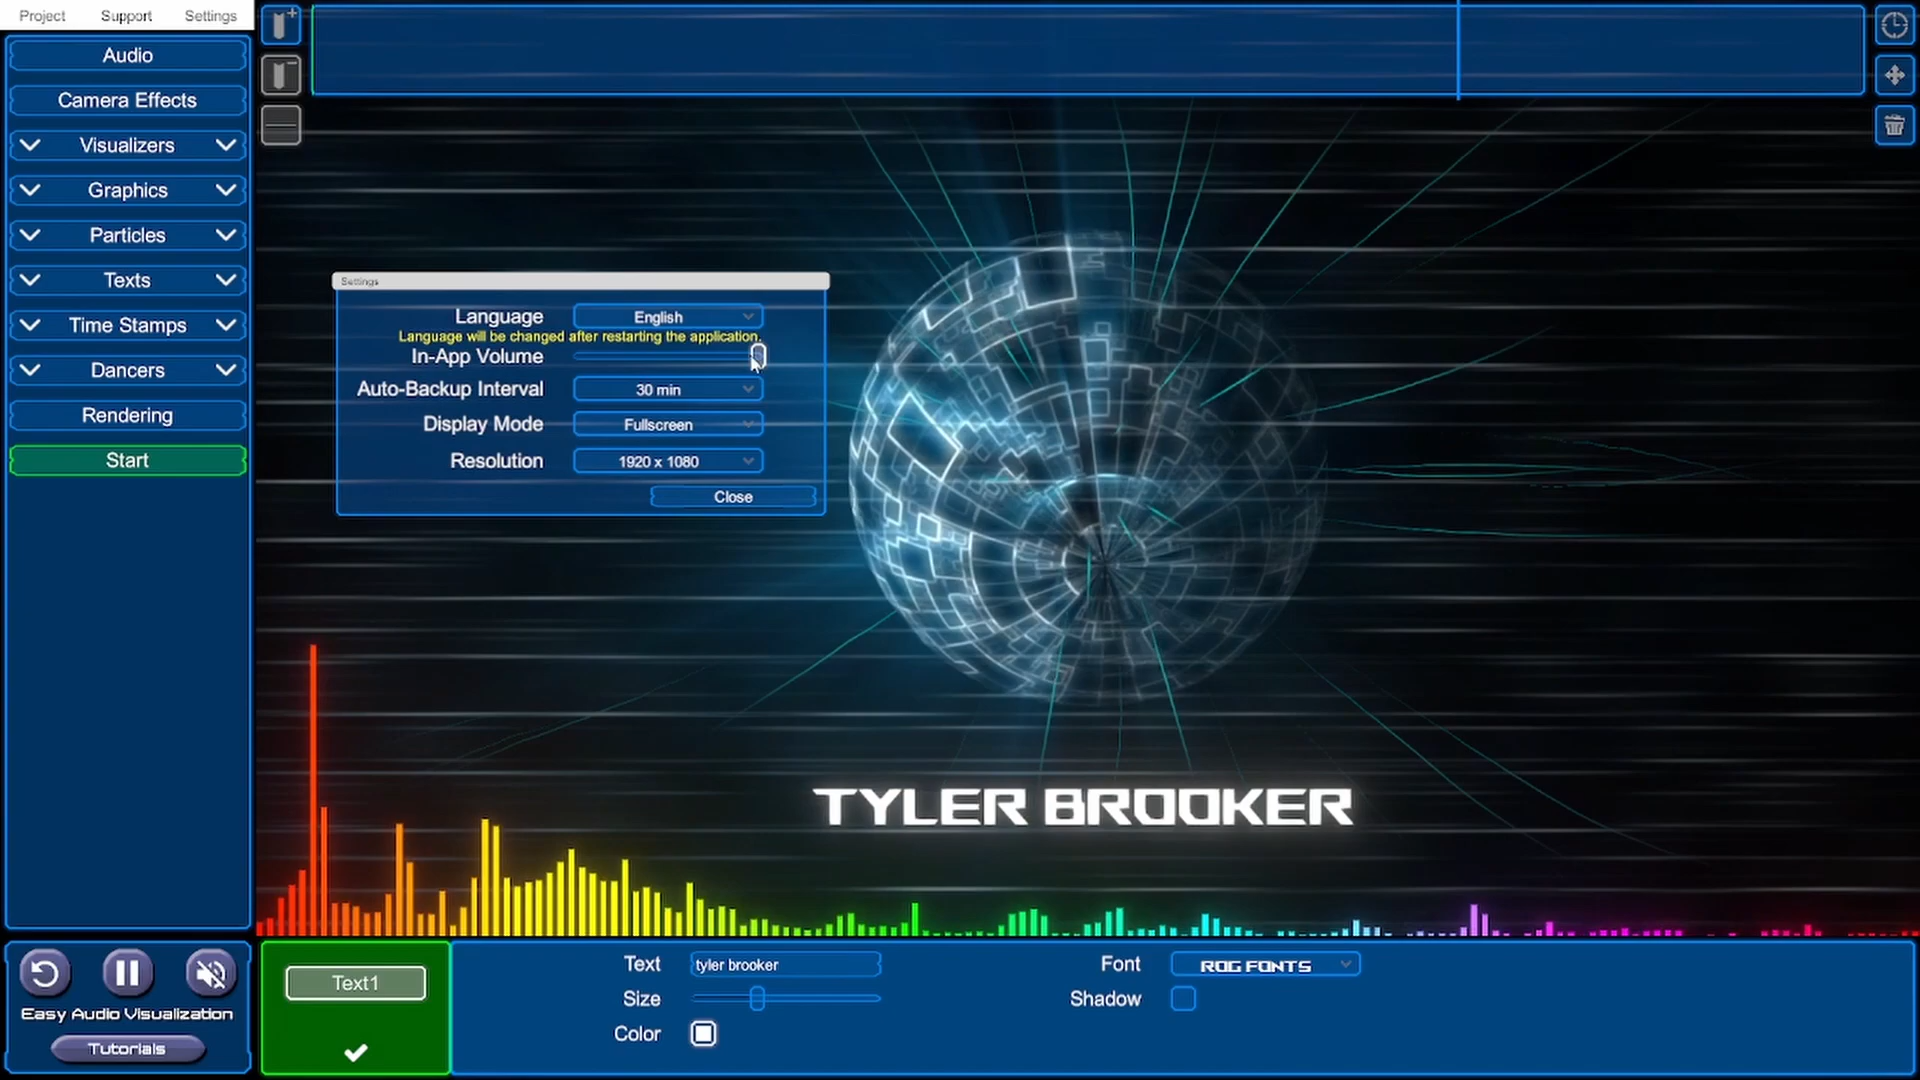 Project Support Settings
Audio
Camera Effects
Visualizers
Graphics
Particles
Texts
Time Stamps
Dancers
Rendering
Start
Settings
Language English
Language will be changed after restarting the application.
In-App Volume
Auto-Backup Interval 30 min
Display Mode Fullscreen
Resolution 1920 x 1080
Close
TYLER BROOKER
Easy Audio Visualization
Tutorials
Text1
Text tyler brooker
Size
Color
Font ROG FONTS
Shadow